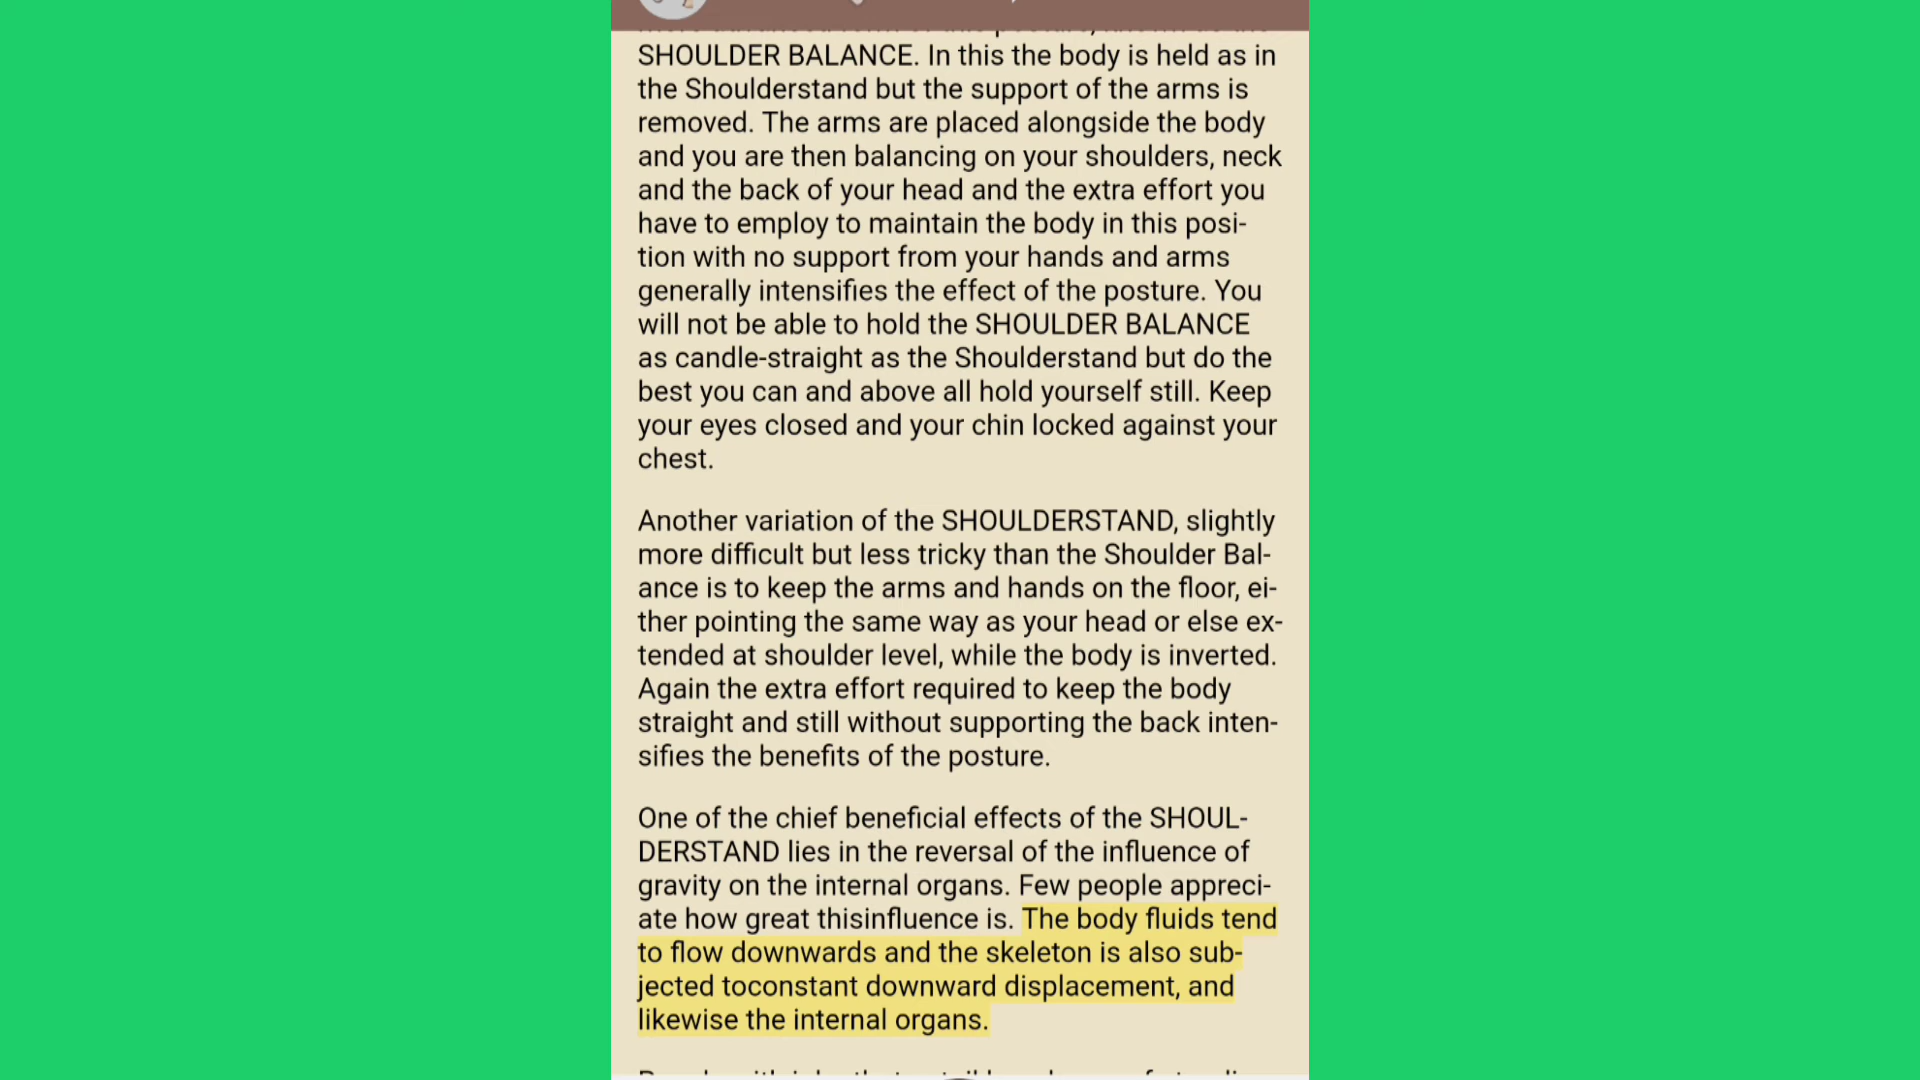 SHOULDER BALANCE. In this the body is held as in
the Shoulderstand but the support of the arms is
removed. The arms are placed alongside the body
and you are then balancing on your shoulders, neck
and the back of your head and the extra effort you
have to employ to maintain the body in this posi-
tion with no support from your hands and arms
generally intensifies the effect of the posture. You
will not be able to hold the SHOULDER BALANCE
as candle-straight as the Shoulderstand but do the
best you can and above all hold yourself still. Keep
your eyes closed and your chin locked against your
chest.
Another variation of the SHOULDERSTAND, slightly
more difficult but less tricky than the Shoulder Bal-
ance is to keep the arms and hands on the floor, ei-
ther pointing the same way as your head or else ex-
tended at shoulder level, while the body is inverted.
Again the extra effort required to keep the body
straight and still without supporting the back inten-
sifies the benefits of the posture.
One of the chief beneficial effects of the SHOUL-
DERSTAND lies in the reversal of the influence of
gravity on the internal organs. Few people appreci-
ate how great thisinfluence is. The body fluids tend
to flow downwards and the skeleton is also sub-
jected toconstant downward displacement, and
likewise the internal organs.